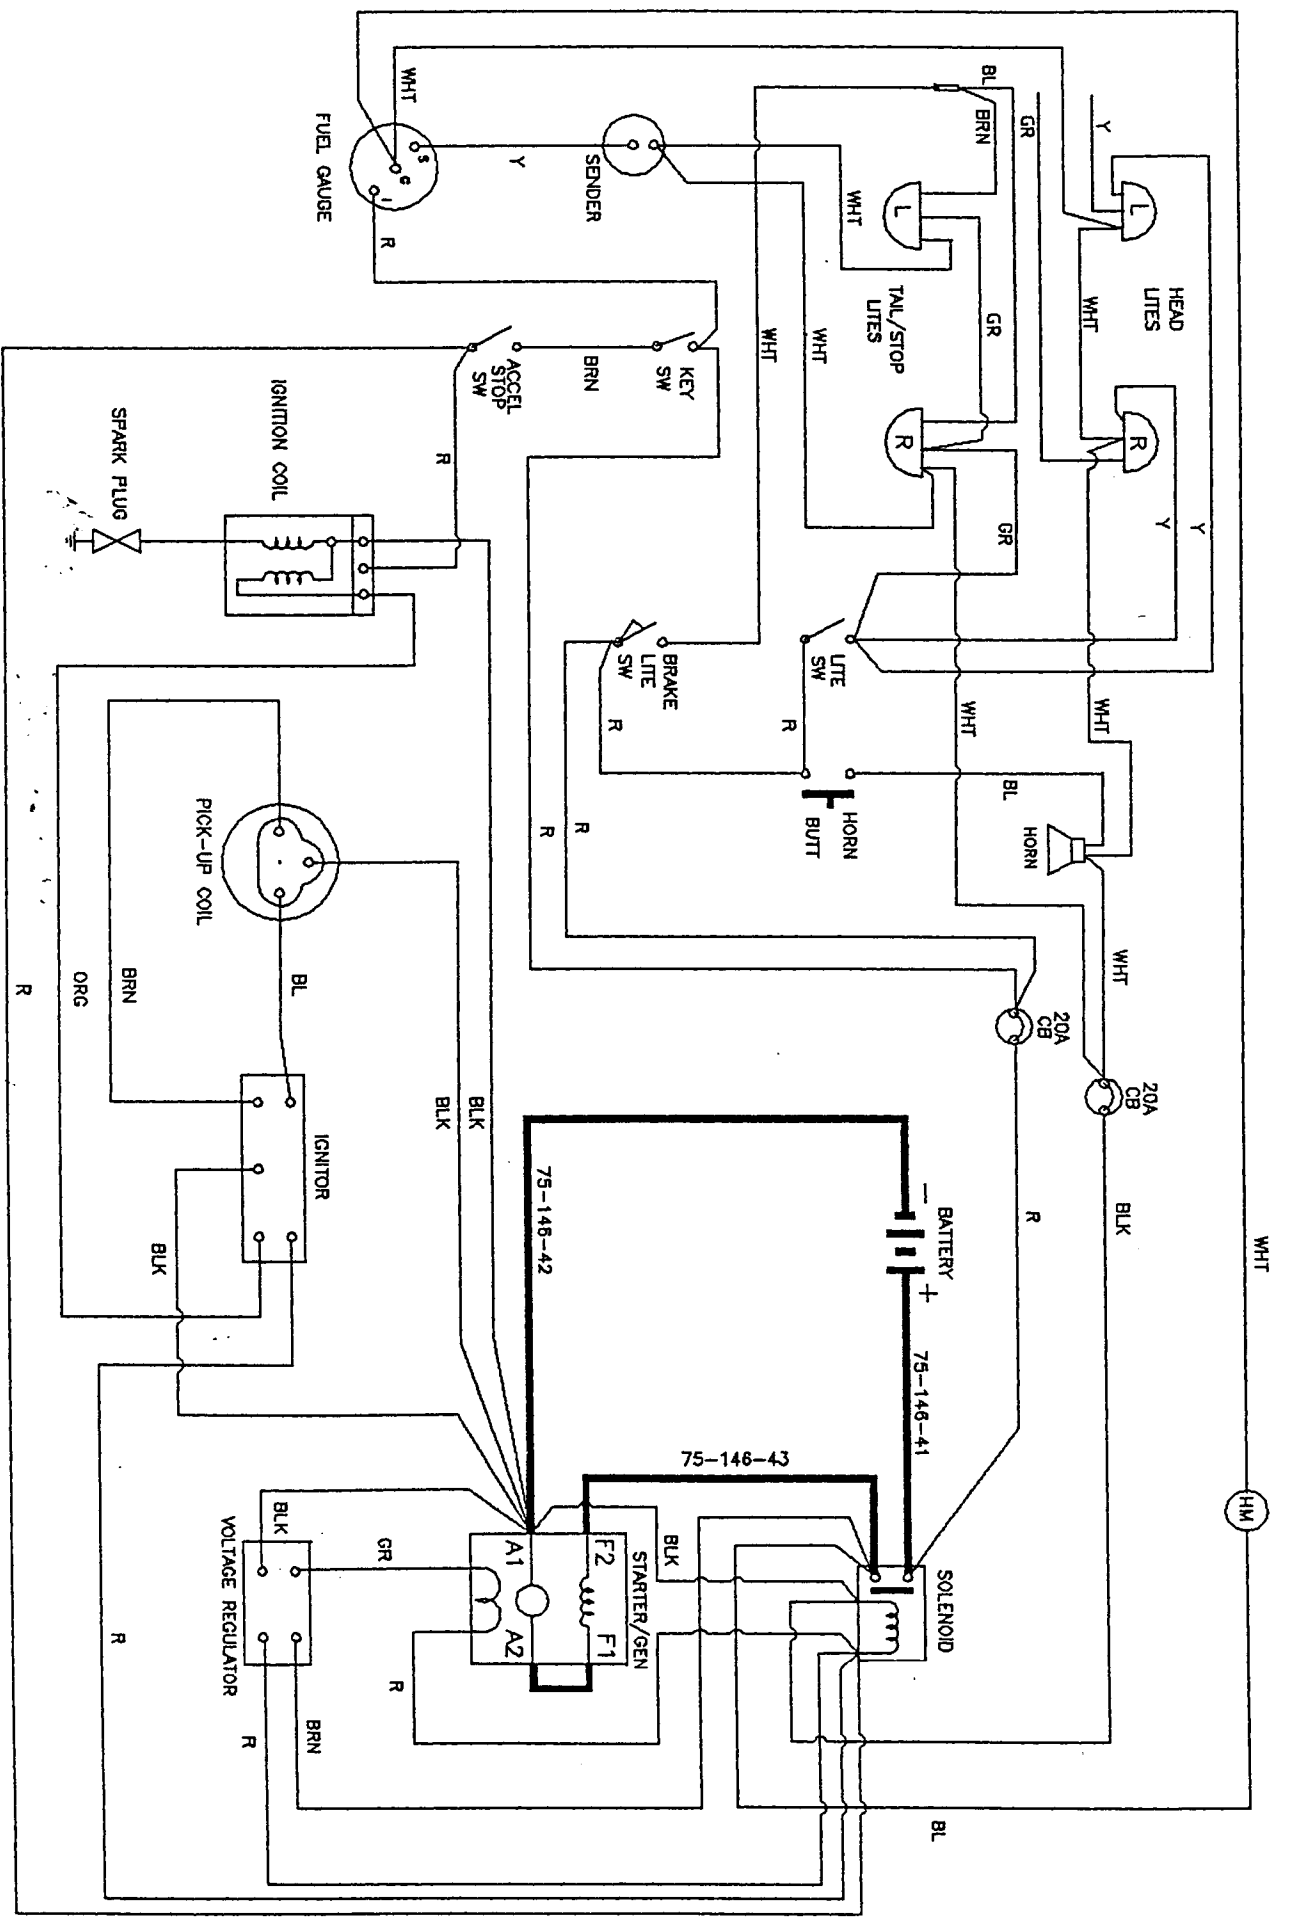 WHT
FUEL GAUGE
S
G
I
R
Y
SENDER
BL
BRN
GR
Y
L
WHT
TAIL/STOP
LITES
GR
L
HEAD
LITES
WHT
WHT
WHT
R
GR
R
Y
Y
KEY
SW
BRN
ACCEL
STOP
SW
R
IGNITION COIL
SPARK PLUG
BRAKE
LITE
SW
LITE
SW
R
R
WHT
WHT
BL
HORN
BUTT
HORN
R
R
WHT
PICK-UP COIL
BL
BRN
ORG
R
20A
CB
20A
CB
BLK
BLK
IGNITOR
BLK
75-146-42
BATTERY
-
+
75-146-41
R
BLK
WHT
75-146-43
HM
BLK
VOLTAGE REGULATOR
GR
A1
F2
A2
F1
STARTER/GEN
BLK
SOLENOID
R
R
BRN
R
BL